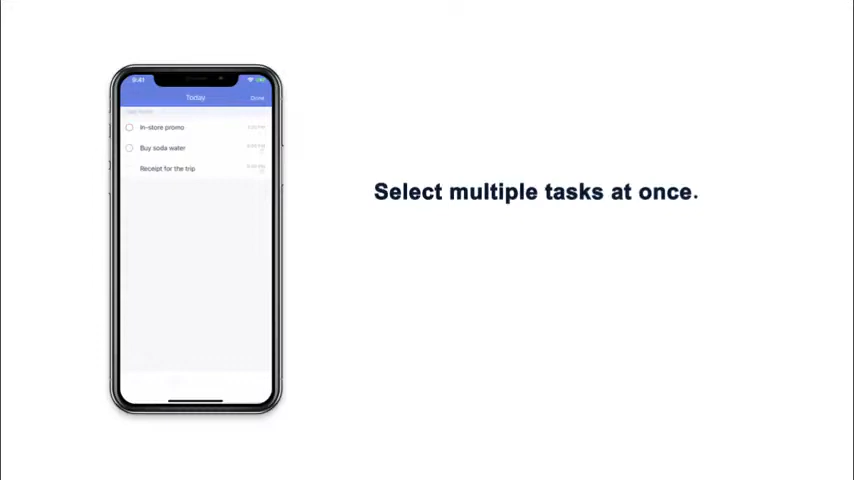 9:41
Today
Done
In-store promo
Buy soda water
Receipt for the trip
Select multiple tasks at once.